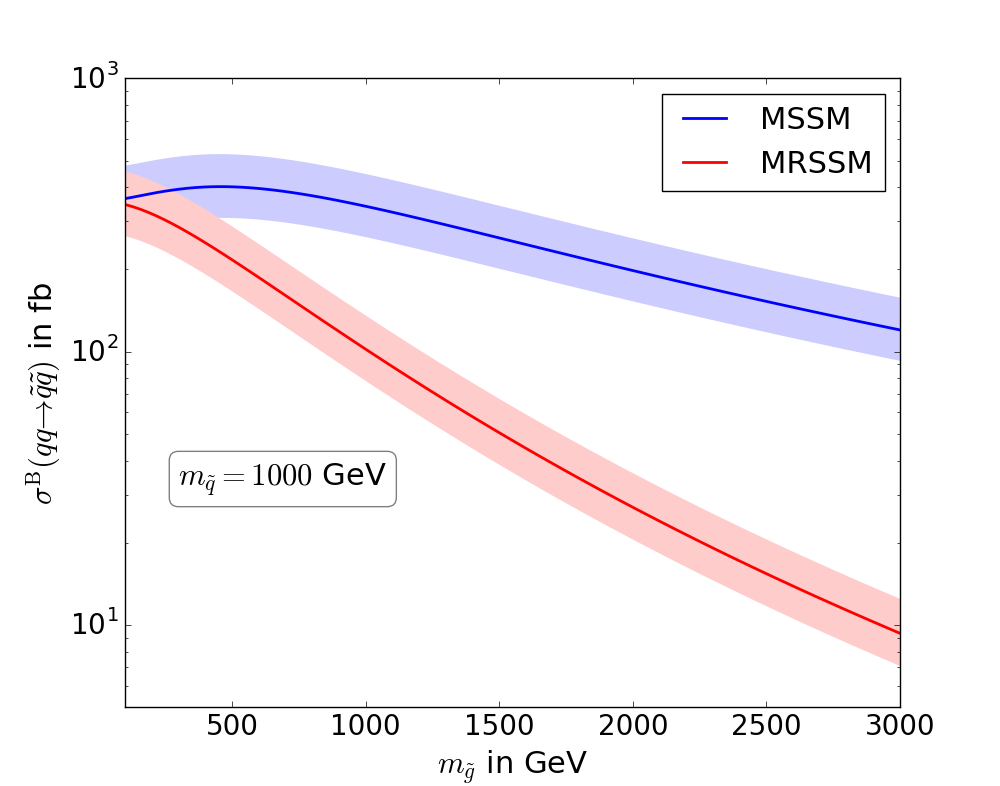 MSSM
MRSSM
10³
10²
10¹
σᴮ(qq→q̃q̃) in fb
m_q̃ = 1000 GeV
500 1000 1500 2000 2500 3000
m_g̃ in GeV